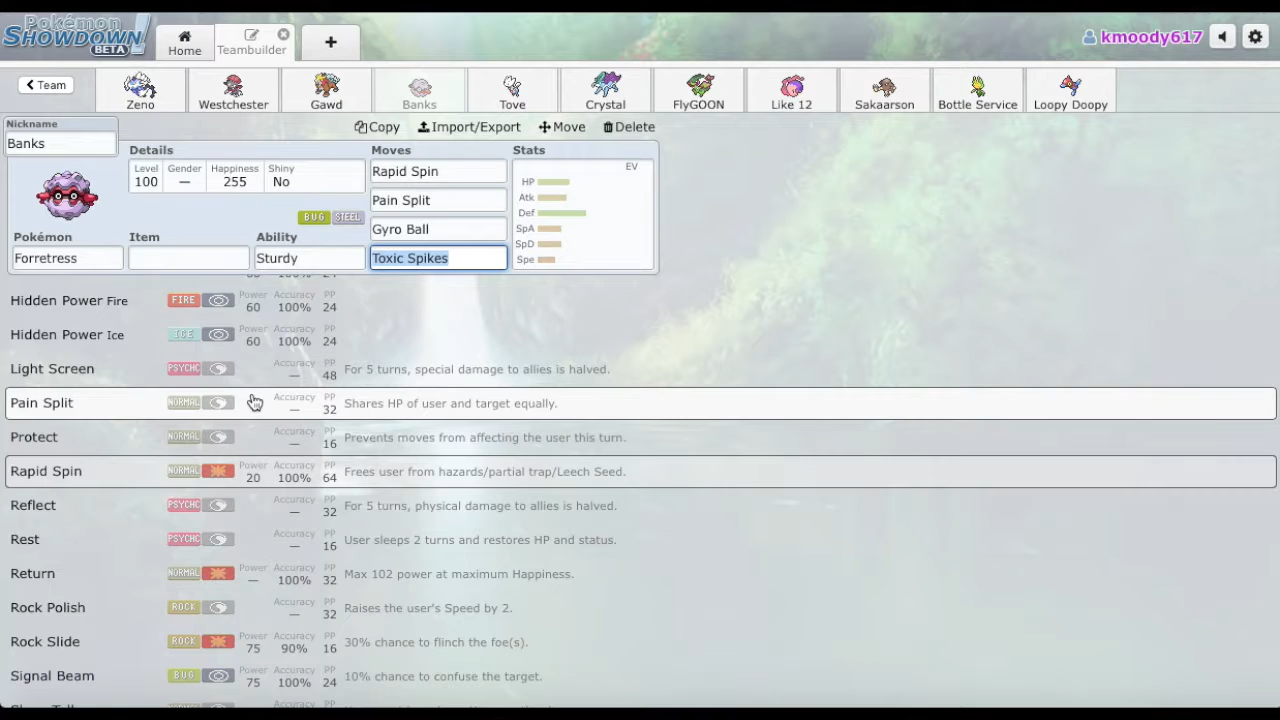 Pokémon
SHOWDOWN
BETA
Home
Teambuilder
+
kmoody617
Team
Zeno
Westchester
Gawd
Banks
Tove
Crystal
FlyGOON
Like 12
Sakaarson
Bottle Service
Loopy Doopy
Nickname
Banks
Copy
Import/Export
Move
Delete
Details
Level
100
Gender
—
Happiness
255
Shiny
No
BUG STEEL
Pokémon
Forretress
Item
Ability
Sturdy
Moves
Rapid Spin
Pain Split
Gyro Ball
Toxic Spikes
Stats
EV
HP
Atk
Def
SpA
SpD
Spe
Hidden Power Fire FIRE Power 60 Accuracy 100% PP 24
Hidden Power Ice ICE Power 60 Accuracy 100% PP 24
Light Screen PSYCHC Accuracy — PP 48 For 5 turns, special damage to allies is halved.
Pain Split NORMAL Accuracy — PP 32 Shares HP of user and target equally.
Protect NORMAL Accuracy — PP 16 Prevents moves from affecting the user this turn.
Rapid Spin NORMAL Power 20 Accuracy 100% PP 64 Frees user from hazards/partial trap/Leech Seed.
Reflect PSYCHC Accuracy — PP 32 For 5 turns, physical damage to allies is halved.
Rest PSYCHC Accuracy — PP 16 User sleeps 2 turns and restores HP and status.
Return NORMAL Power — Accuracy 100% PP 32 Max 102 power at maximum Happiness.
Rock Polish ROCK Accuracy — PP 32 Raises the user's Speed by 2.
Rock Slide ROCK Power 75 Accuracy 90% PP 16 30% chance to flinch the foe(s).
Signal Beam BUG Power 75 Accuracy 100% PP 24 10% chance to confuse the target.